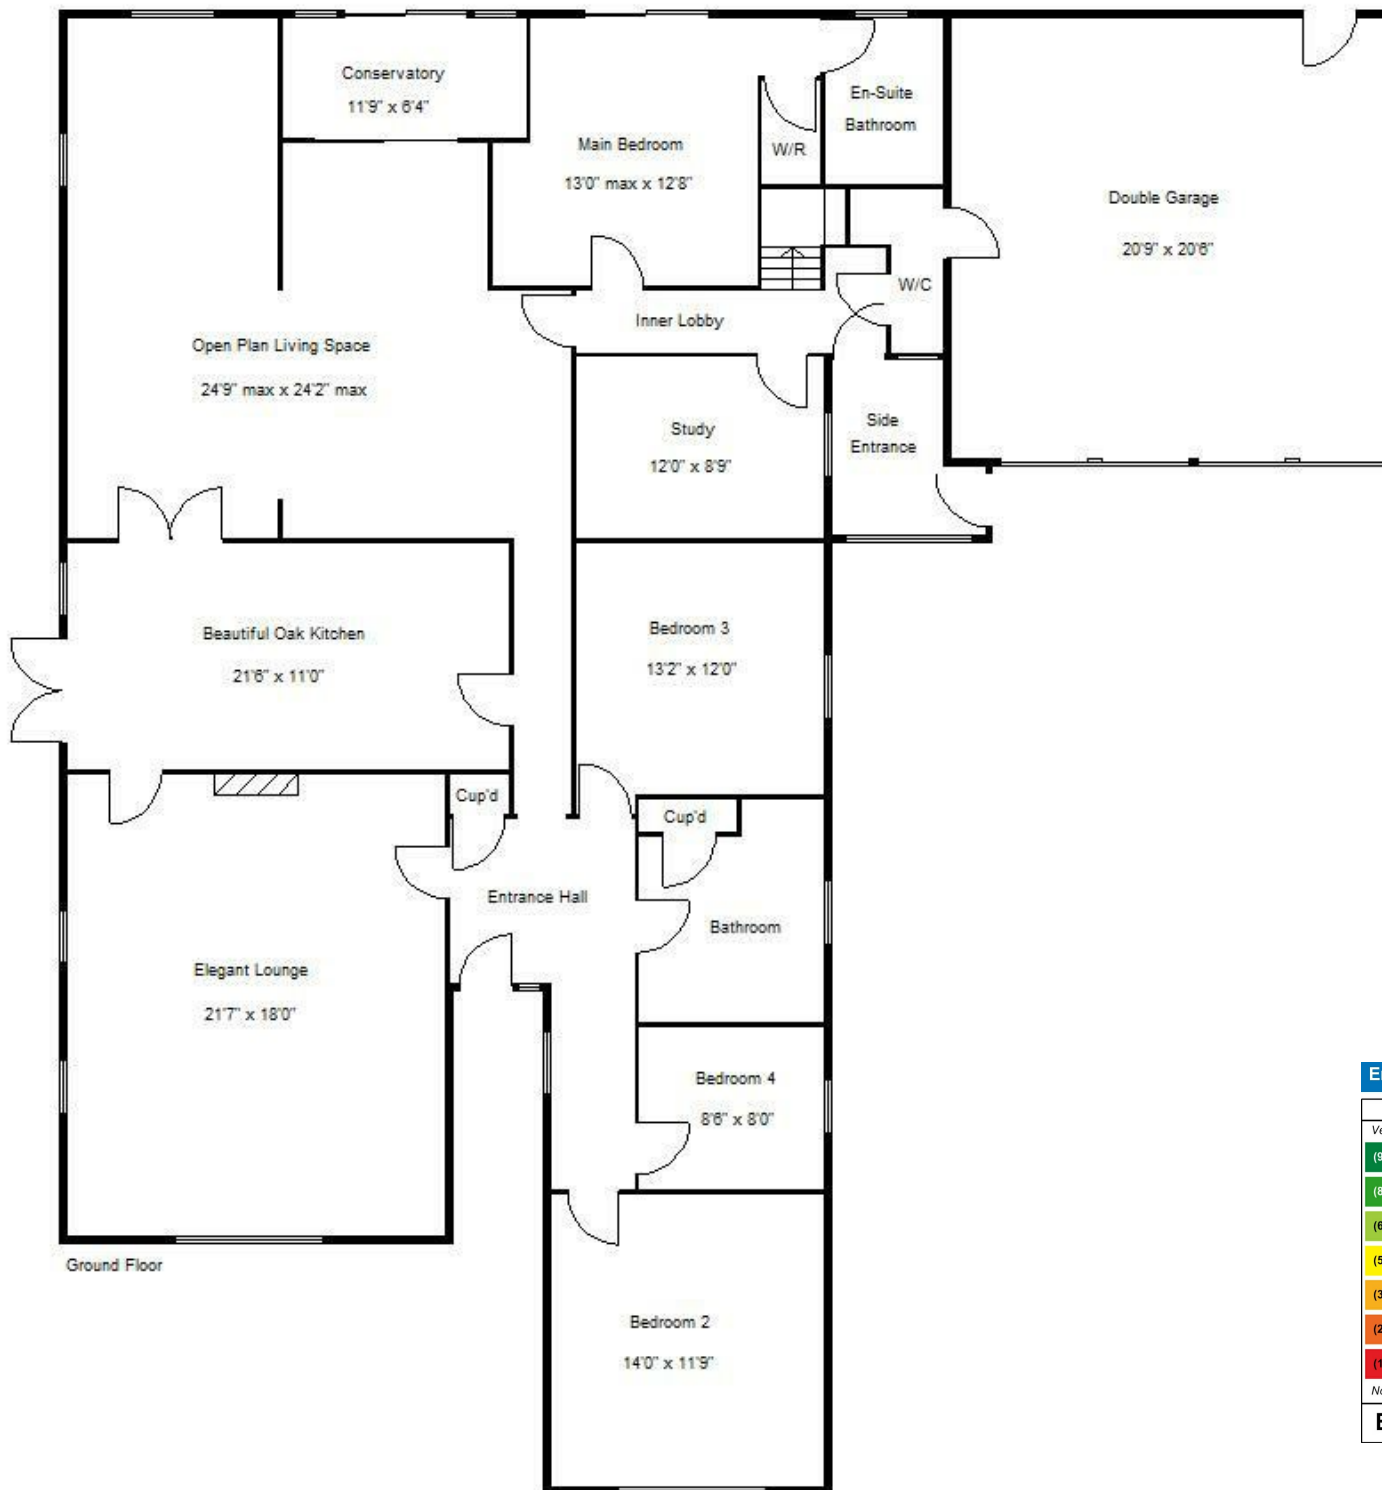 Conservatory
11'9" x 6'4"
En-Suite
Bathroom
Main Bedroom
13'0" max x 12'8"
W/R
Double Garage
20'9" x 20'6"
W/C
Inner Lobby
Open Plan Living Space
24'9" max x 24'2" max
Study
12'0" x 8'9"
Side
Entrance
Beautiful Oak Kitchen
21'6" x 11'0"
Bedroom 3
13'2" x 12'0"
Cup'd
Cup'd
Entrance Hall
Bathroom
Elegant Lounge
21'7" x 18'0"
Bedroom 4
8'6" x 8'0"
Ground Floor
Bedroom 2
14'0" x 11'9"